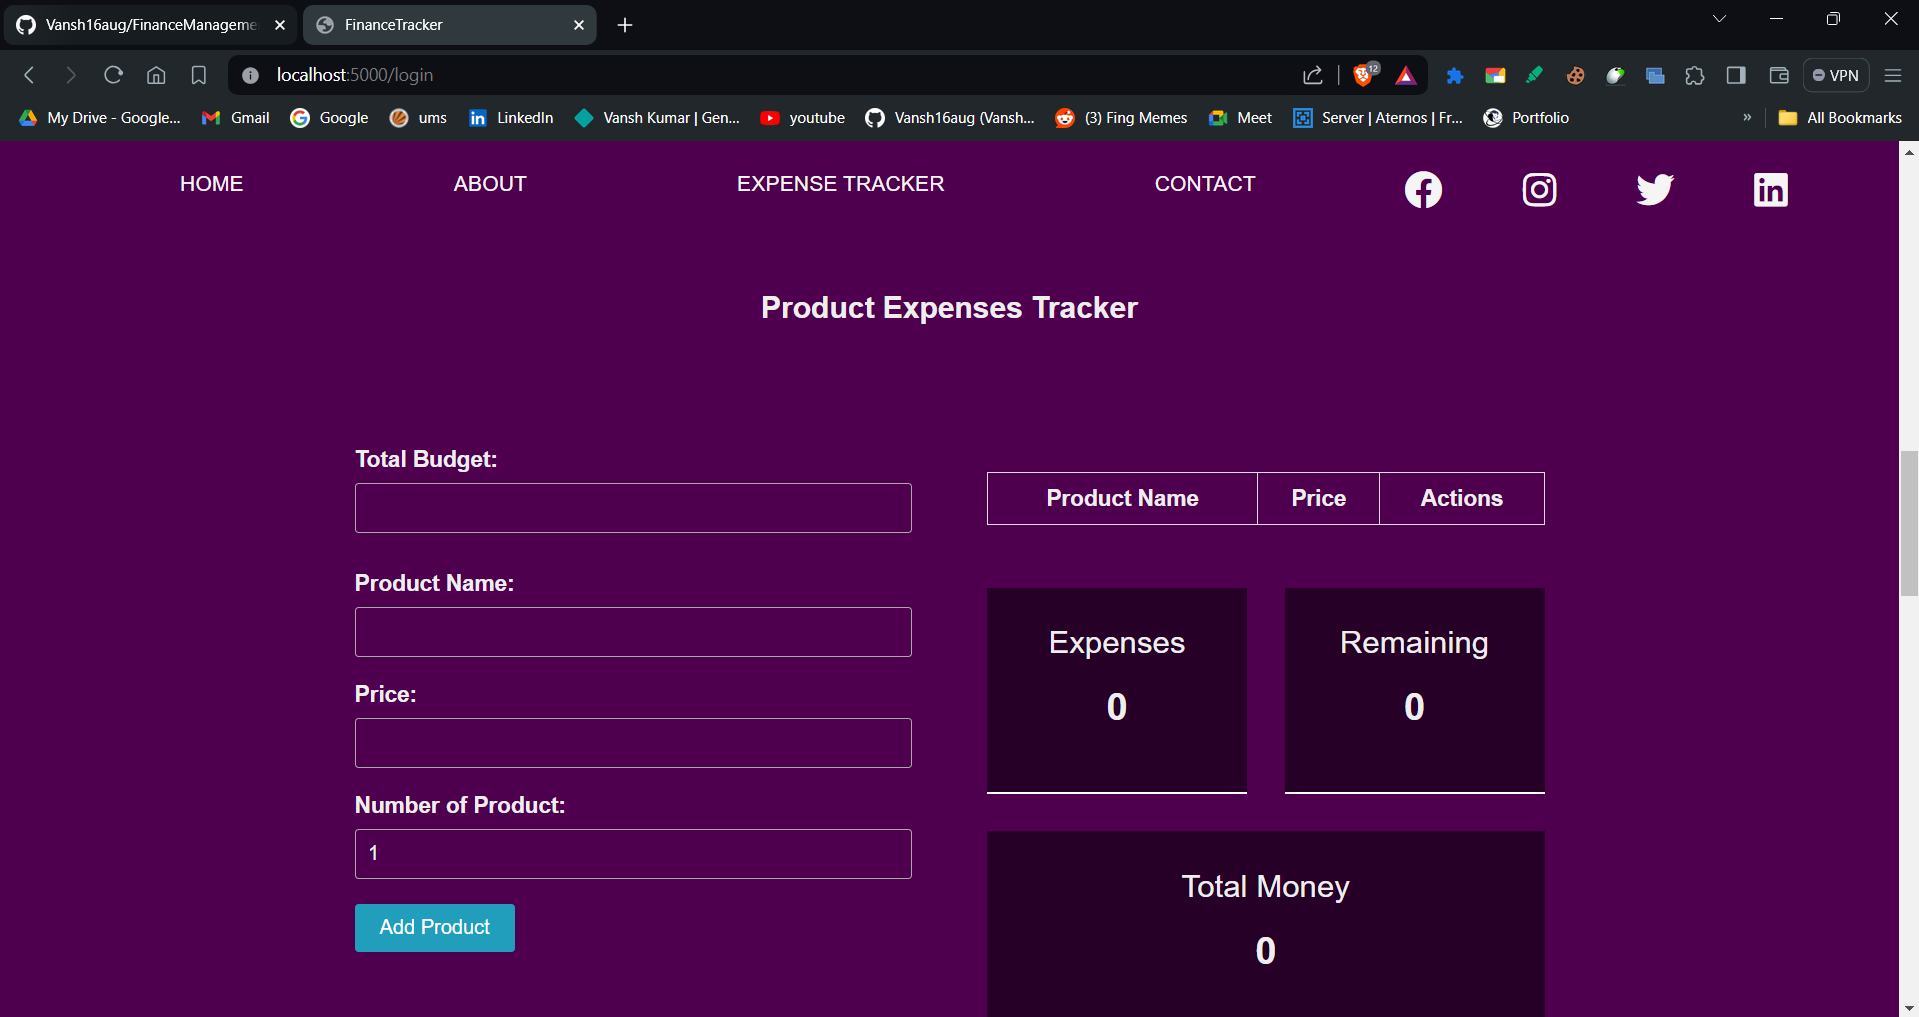 Vansh16aug/FinanceManageme
FinanceTracker
localhost:5000/login
12
VPN
My Drive - Google...
Gmail
Google
ums
LinkedIn
Vansh Kumar | Gen...
youtube
Vansh16aug (Vansh...
(3) Fing Memes
Meet
Server | Aternos | Fr...
Portfolio
»
All Bookmarks
HOME
ABOUT
EXPENSE TRACKER
CONTACT
in
Product Expenses Tracker
Total Budget:
Product Name:
Price:
Number of Product:
1
Add Product
Product Name Price Actions
Expenses
0
Remaining
0
Total Money
0